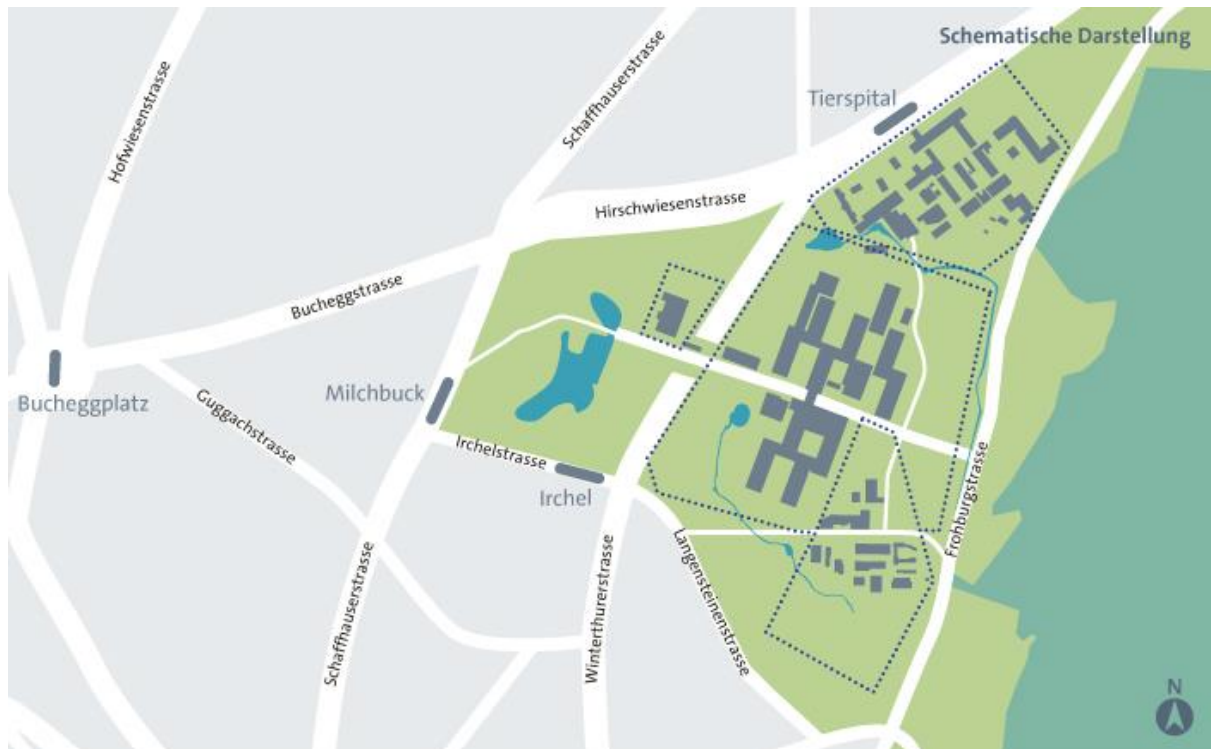 Schematische Darstellung
Tierspital
Hofwiesenstrasse
Schaffhauserstrasse
Hirschwiesenstrasse
Bucheggstrasse
Milchbuck
Bucheggplatz
Guggachstrasse
Irchelstrasse
Irchel
Frohburgstrasse
Langensteinenstrasse
Winterthurerstrasse
Schaffhauserstrasse
N